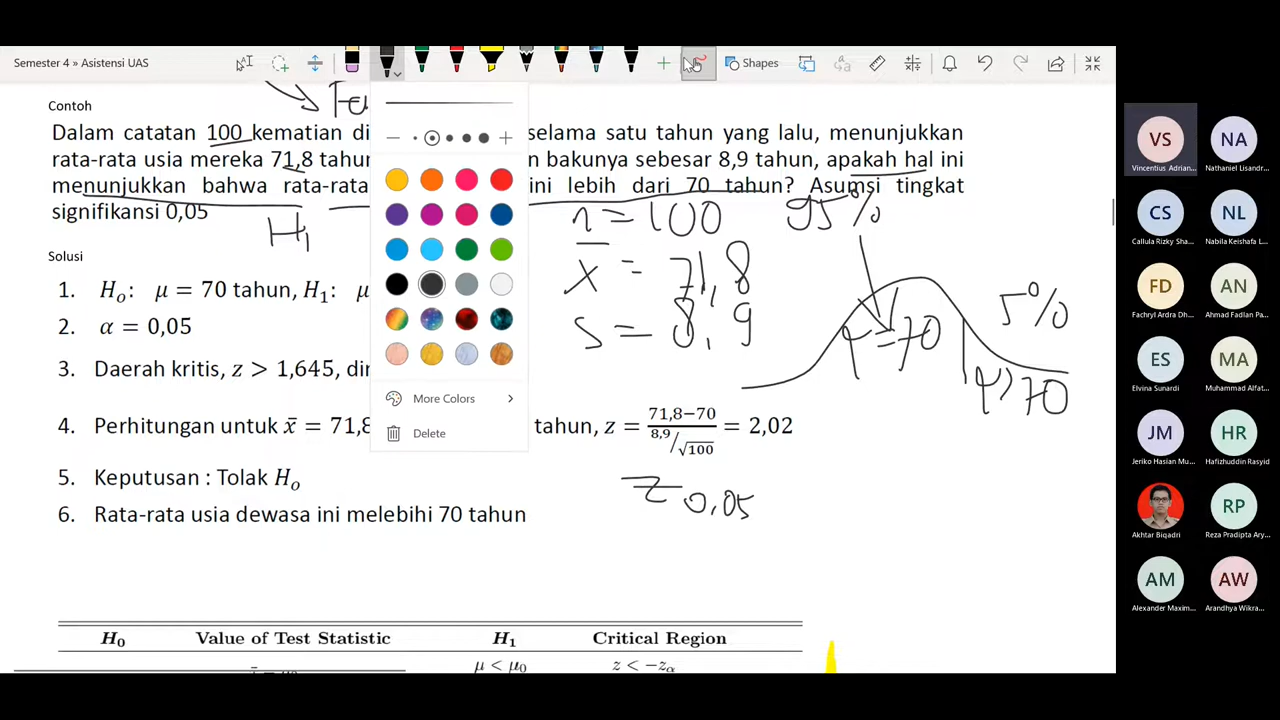 Semester 4 » Asistensi UAS
Shapes
Contoh
Dalam catatan 100 kematian di selama satu tahun yang lalu, menunjukkan
rata-rata usia mereka 71,8 tahun bakunya sebesar 8,9 tahun, apakah hal ini
menunjukkan bahwa rata-rata ini lebih dari 70 tahun? Asumsi tingkat
signifikansi 0,05
H₁
n = 100
95%
x̄ = 71,8
s = 8,9
μ = 70
5%
μ > 70
Solusi
1. Hₒ: μ = 70 tahun, H₁: μ
2. α = 0,05
3. Daerah kritis, z > 1,645,
4. Perhitungan untuk x̄ = 71,8 tahun, z = (71,8−70)/(8,9/√100) = 2,02
5. Keputusan : Tolak Hₒ
6. Rata-rata usia dewasa ini melebihi 70 tahun
z 0,05
More Colors
Delete
H₀ Value of Test Statistic H₁ Critical Region
μ < μ₀ z < −zα
VS
Vincentius Adrian...
NA
Nathaniel Lisandr...
CS
Callula Rizky Sha...
NL
Nabila Keishafa L...
FD
Fachryl Ardra Dh...
AN
Ahmad Fadlan Pa...
ES
Elvina Sunardi
MA
Muhammad Alfat...
JM
Jeriko Hasian Mu...
HR
Hafizhuddin Rasyid
Akhtar Biqadri
RP
Reza Pradipta Ary...
AM
Alexander Maxim...
AW
Arandhya Wikra...